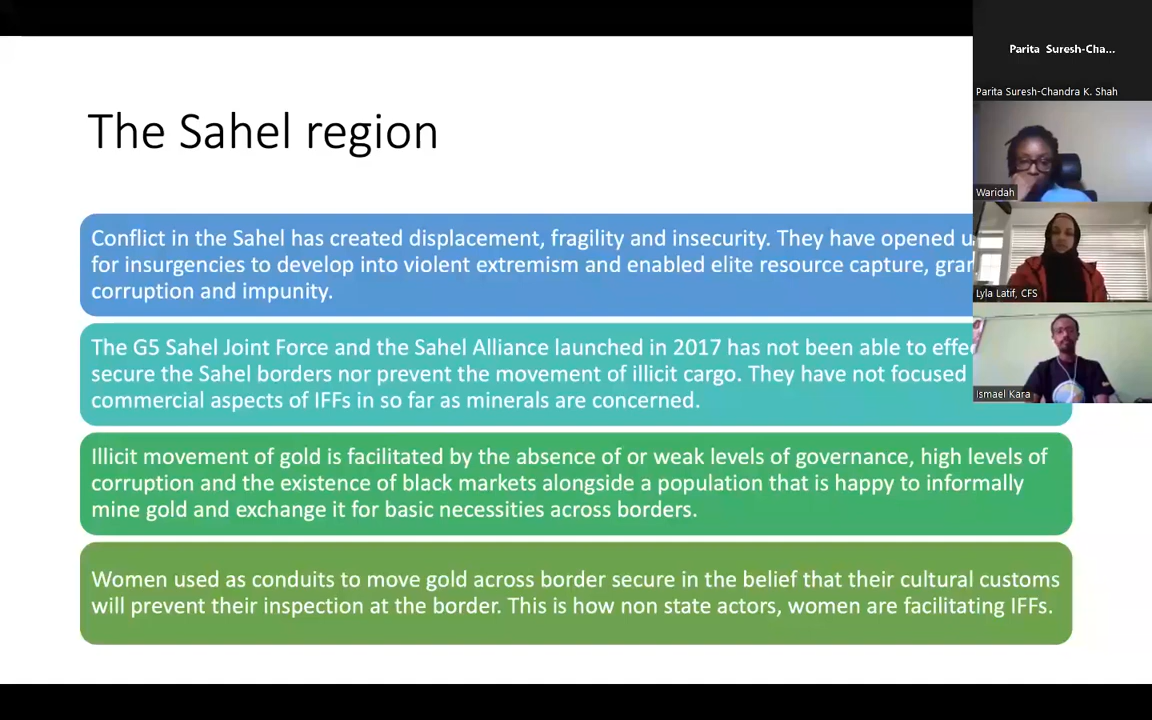 The Sahel region
Conflict in the Sahel has created displacement, fragility and insecurity. They have opened
for insurgencies to develop into violent extremism and enabled elite resource capture,
corruption and impunity.
The G5 Sahel Joint Force and the Sahel Alliance launched in 2017 has not been able to
secure the Sahel borders nor prevent the movement of illicit cargo. They have not focused
commercial aspects of IFFs in so far as minerals are concerned.
Illicit movement of gold is facilitated by the absence of or weak levels of governance, high levels of
corruption and the existence of black markets alongside a population that is happy to informally
mine gold and exchange it for basic necessities across borders.
Women used as conduits to move gold across border secure in the belief that their cultural customs
will prevent their inspection at the border. This is how non state actors, women are facilitating IFFs.
Parita Suresh-Cha...
Parita Suresh-Chandra K. Shah
Waridah
Lyla Latif, CFS
Ismael Kara